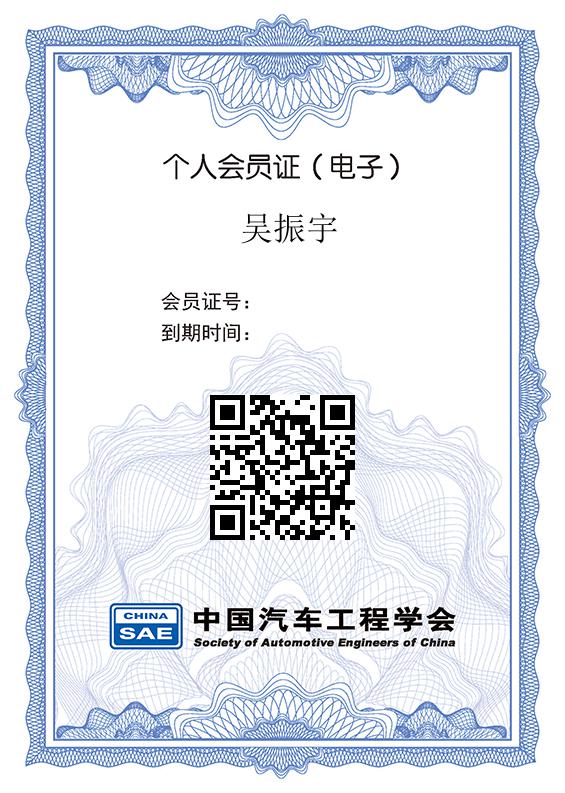 个人会员证（电子）
吴振宇
会员证号：
到期时间：
CHINA
SAE
中国汽车工程学会
Society of Automotive Engineers of China